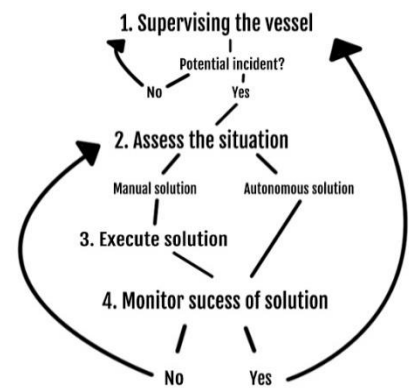 1. Supervising the vessel
Potential incident?
No
Yes
2. Assess the situation
Manual solution
Autonomous solution
3. Execute solution
4. Monitor sucess of solution
No
Yes